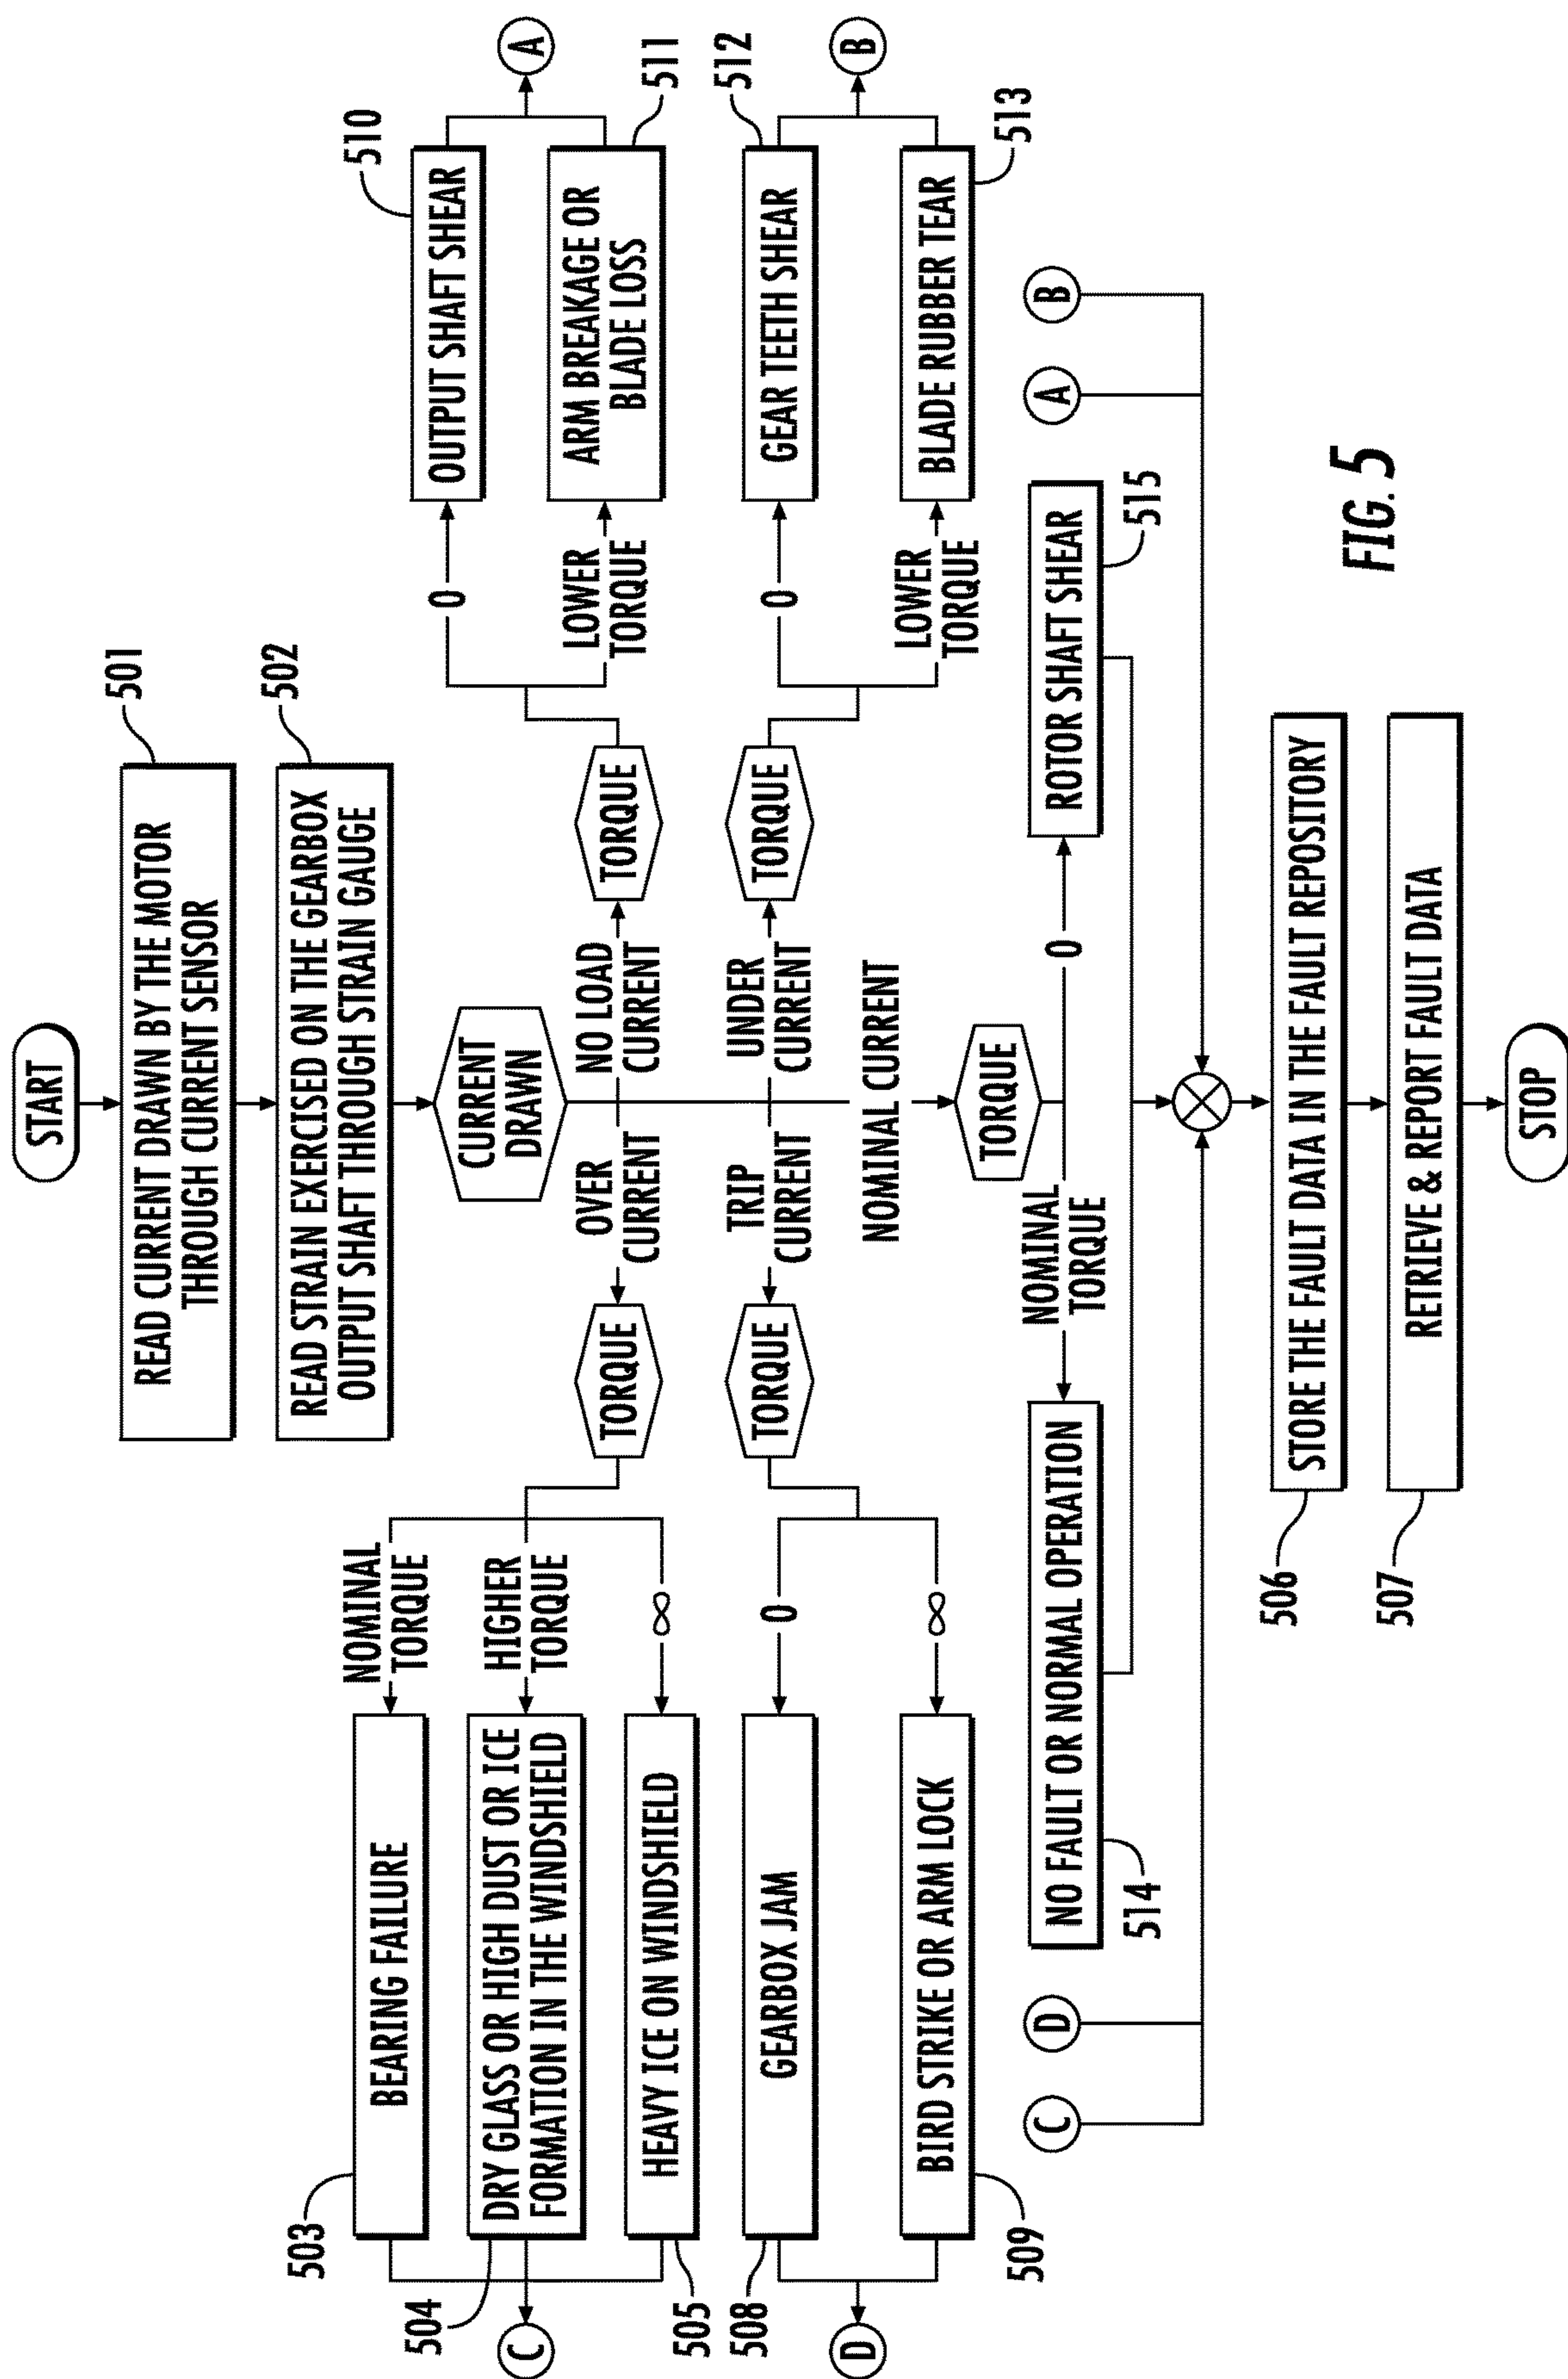 START
501
READ CURRENT DRAWN BY THE MOTOR
THROUGH CURRENT SENSOR
502
READ STRAIN EXERCISED ON THE GEARBOX
OUTPUT SHAFT THROUGH STRAIN GAUGE
CURRENT
DRAWN
OVER
CURRENT
NO LOAD
CURRENT
TORQUE
TORQUE
NOMINAL
TORQUE
HIGHER
TORQUE
∞
503
BEARING FAILURE
504
DRY GLASS OR HIGH DUST OR ICE
FORMATION IN THE WINDSHIELD
505
HEAVY ICE ON WINDSHIELD
C
0
LOWER
TORQUE
510
OUTPUT SHAFT SHEAR
511
ARM BREAKAGE OR
BLADE LOSS
A
TRIP
CURRENT
UNDER
CURRENT
TORQUE
TORQUE
0
∞
508
GEARBOX JAM
509
BIRD STRIKE OR ARM LOCK
D
0
LOWER
TORQUE
512
GEAR TEETH SHEAR
513
BLADE RUBBER TEAR
B
NOMINAL CURRENT
TORQUE
NOMINAL
TORQUE
0
514
NO FAULT OR NORMAL OPERATION
515
ROTOR SHAFT SHEAR
C
D
A
B
506
STORE THE FAULT DATA IN THE FAULT REPOSITORY
507
RETRIEVE & REPORT FAULT DATA
STOP
FIG. 5